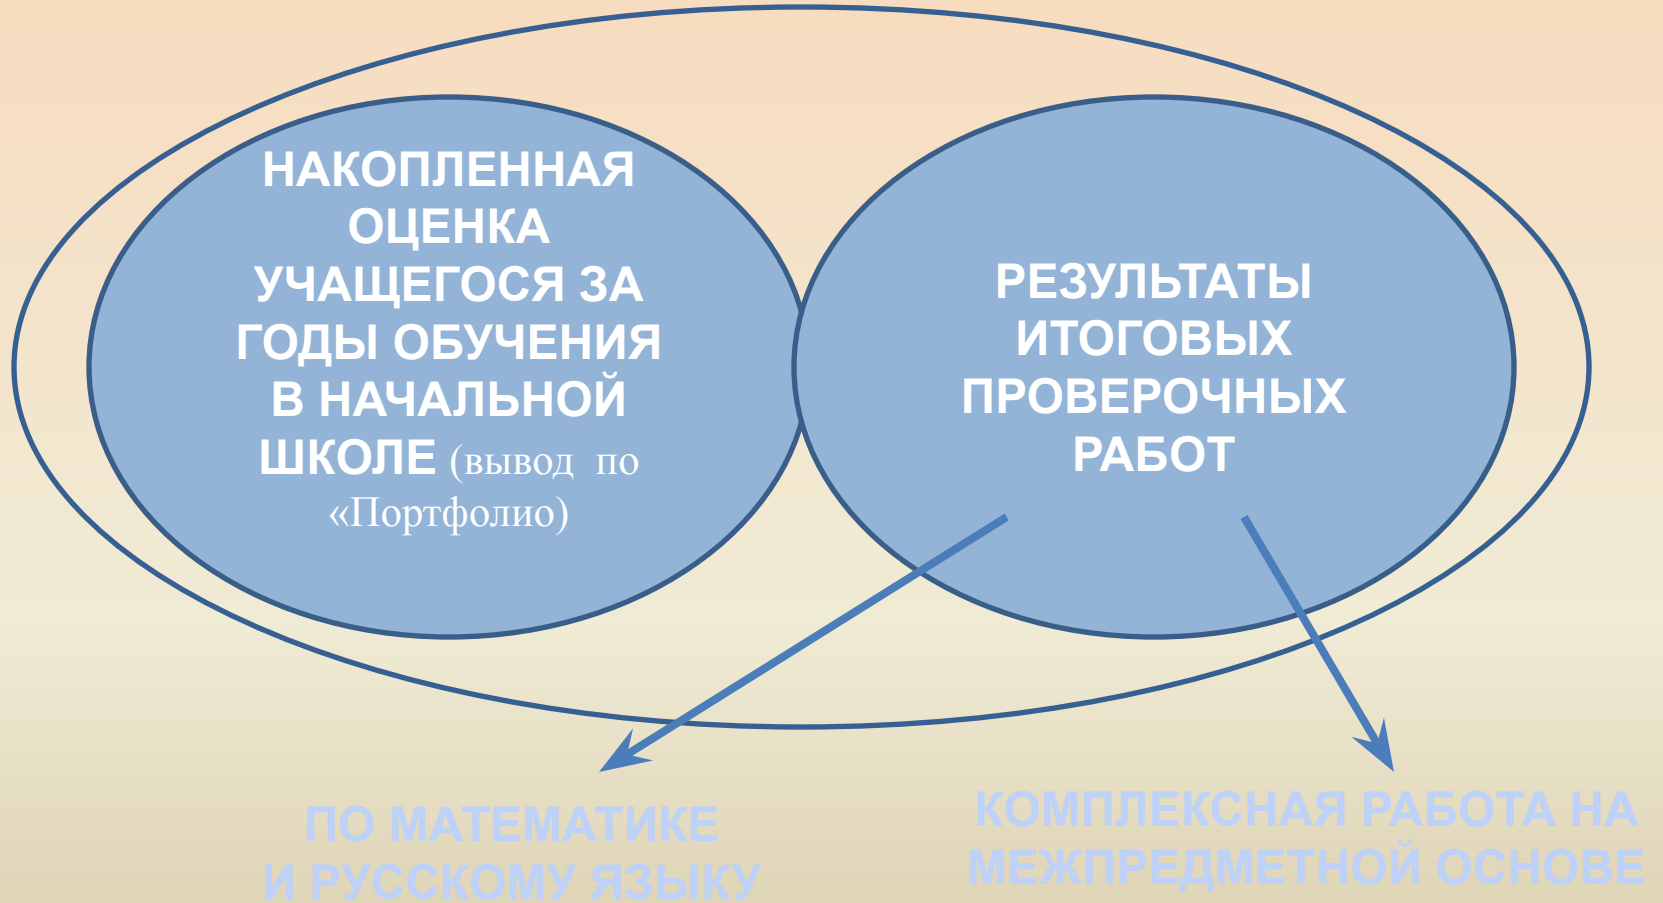 НАКОПЛЕННАЯ
ОЦЕНКА
УЧАЩЕГОСЯ ЗА
ГОДЫ ОБУЧЕНИЯ
В НАЧАЛЬНОЙ
ШКОЛЕ (вывод по
«Портфолио)
РЕЗУЛЬТАТЫ
ИТОГОВЫХ
ПРОВЕРОЧНЫХ
РАБОТ
ПО МАТЕМАТИКЕ
И РУССКОМУ ЯЗЫКУ
КОМПЛЕКСНАЯ РАБОТА НА
МЕЖПРЕДМЕТНОЙ ОСНОВЕ